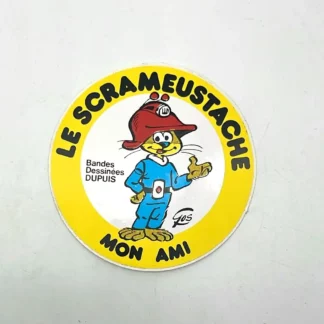 LE SCRAMEUSTACHE
Bandes
Dessinées
DUPUIS
Gos
MON AMI